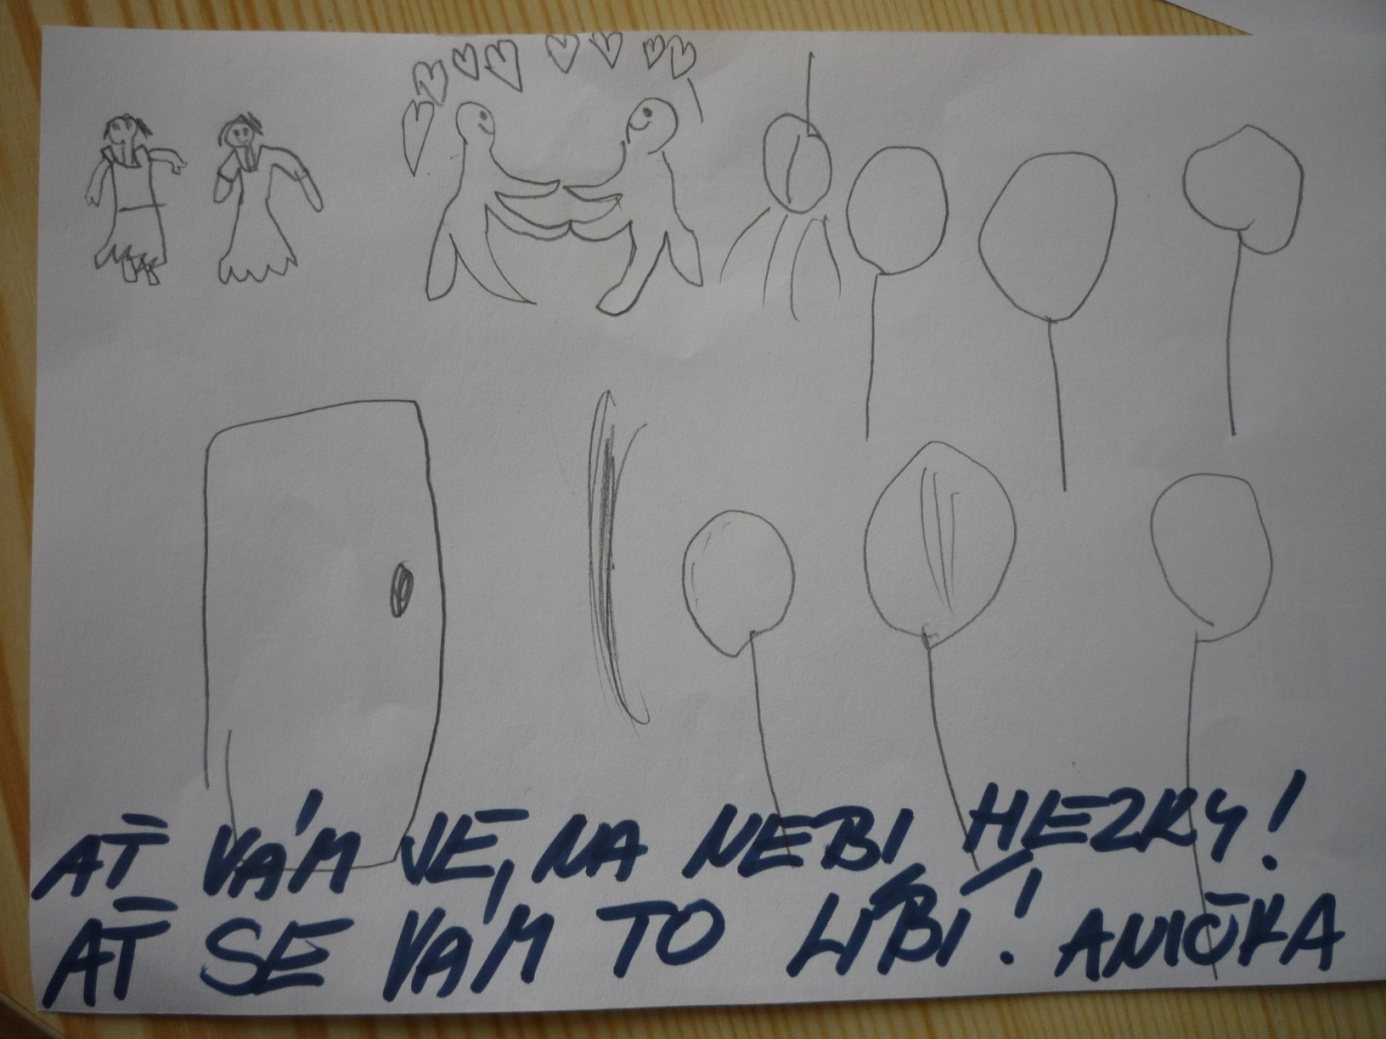 AŤ VÁM JE, NA NEBI HEZKY!
AŤ SE VÁM TO LÍBÍ! ANIČKA